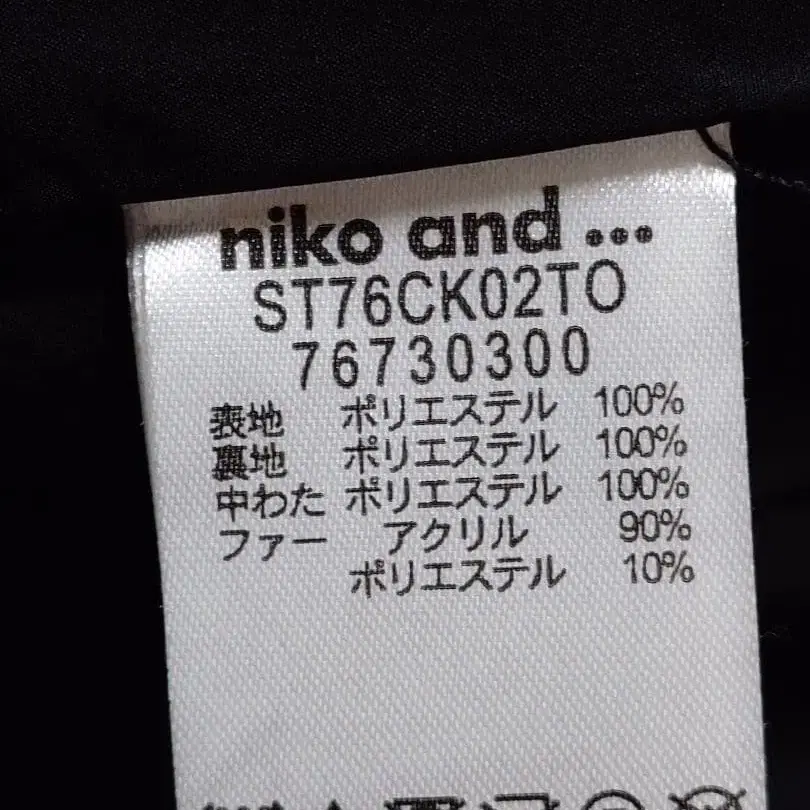 niko and ...
ST76CK02TO
76730300
表地 ポリエステル 100%
裏地 ポリエステル 100%
中わた ポリエステル 100%
ファー アクリル 90%
ポリエステル 10%